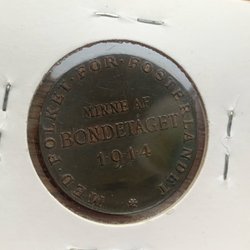 MED FOLKET FÖR FOSTERLANDET
MINNE AF
BONDETÅGET
1914